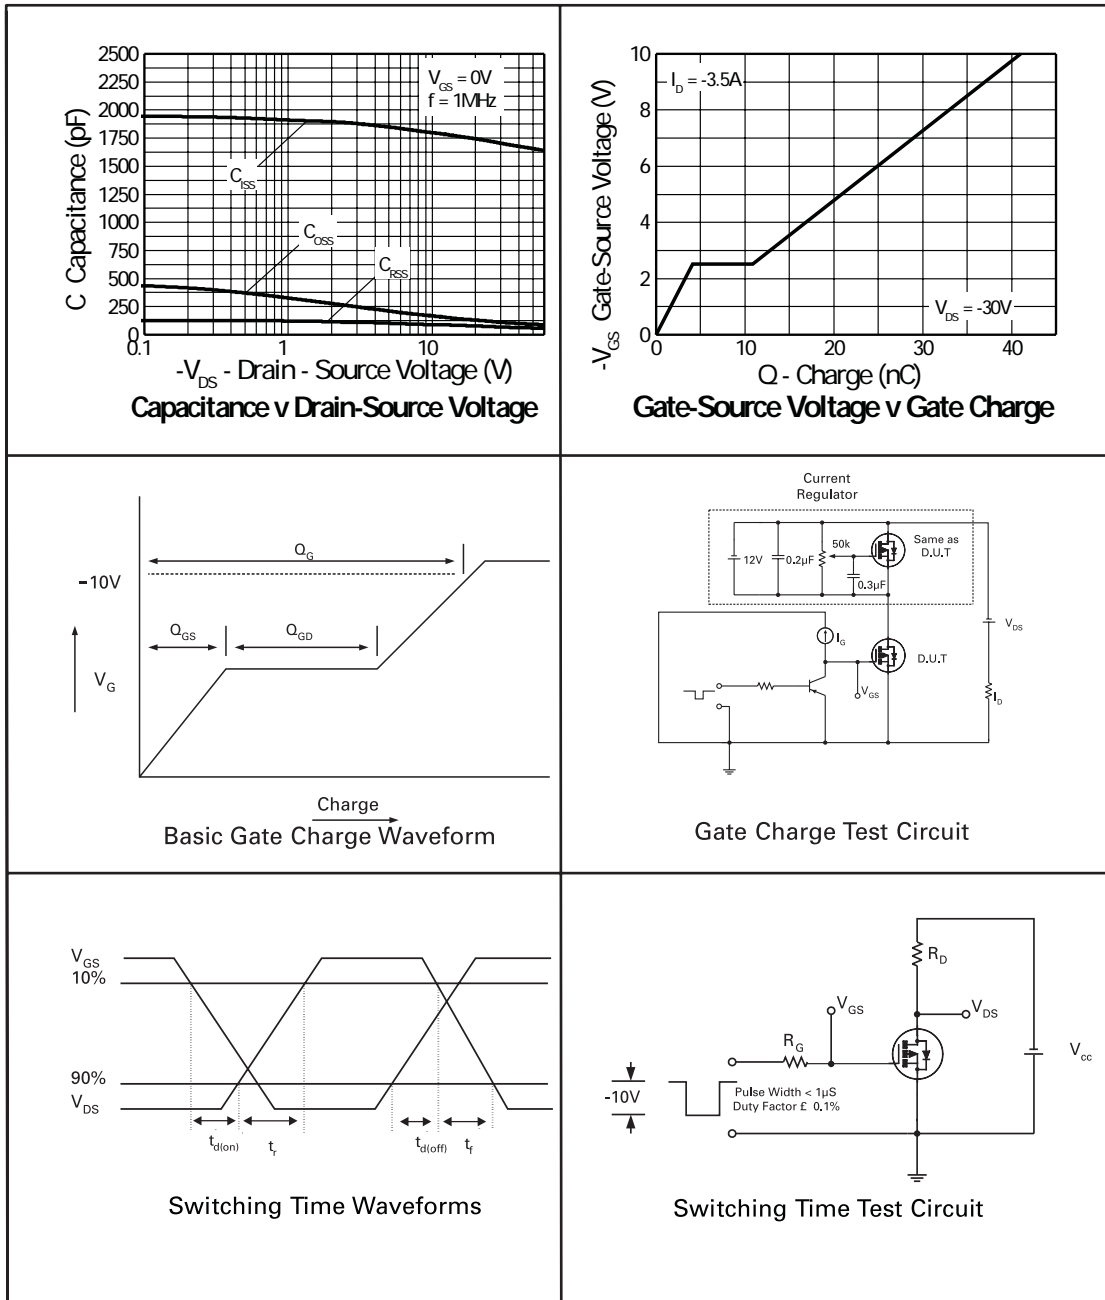 2500
2250
2000
1750
1500
1250
1000
750
500
250
0
C Capacitance (pF)
VGS = 0V
f = 1MHz
CISS
COSS
CRSS
0.1
1
10
-VDS - Drain - Source Voltage (V)
Capacitance v Drain-Source Voltage
10
8
6
4
2
0
-VGS Gate-Source Voltage (V)
ID = -3.5A
VDS = -30V
0
10
20
30
40
Q - Charge (nC)
Gate-Source Voltage v Gate Charge
QG
-10V
QGS
QGD
VG
Charge
Basic Gate Charge Waveform
Current
Regulator
12V
0.2µF
50k
0.3µF
Same as
D.U.T
IG
VDS
D.U.T
VGS
ID
Gate Charge Test Circuit
VGS
10%
90%
VDS
td(on)
tr
td(off)
tf
Switching Time Waveforms
RD
VGS
VDS
RG
Vcc
-10V
Pulse Width < 1µS
Duty Factor £ 0.1%
Switching Time Test Circuit